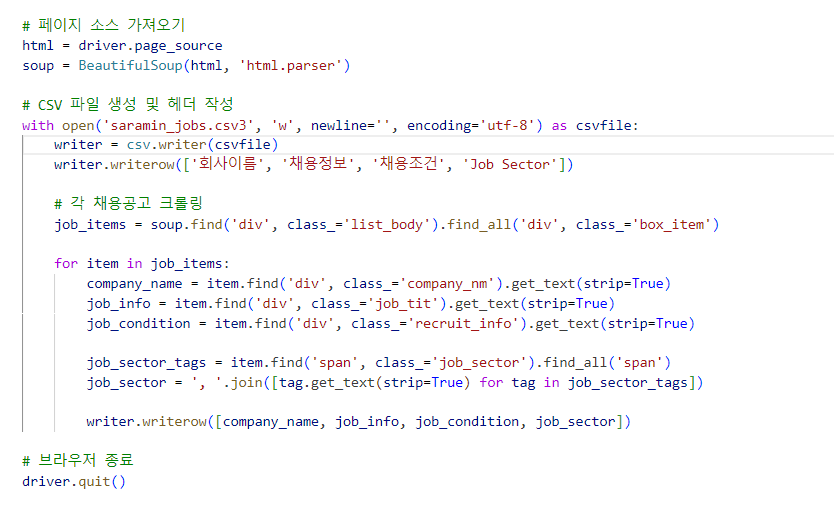 # 페이지 소스 가져오기
html = driver.page_source
soup = BeautifulSoup(html, 'html.parser')
# CSV 파일 생성 및 헤더 작성
with open('saramin_jobs.csv3', 'w', newline='', encoding='utf-8') as csvfile:
writer = csv.writer(csvfile)
writer.writerow(['회사이름', '채용정보', '채용조건', 'Job Sector'])
# 각 채용공고 크롤링
job_items = soup.find('div', class_='list_body').find_all('div', class_='box_item')
for item in job_items:
company_name = item.find('div', class_='company_nm').get_text(strip=True)
job_info = item.find('div', class_='job_tit').get_text(strip=True)
job_condition = item.find('div', class_='recruit_info').get_text(strip=True)
job_sector_tags = item.find('span', class_='job_sector').find_all('span')
job_sector = ', '.join([tag.get_text(strip=True) for tag in job_sector_tags])
writer.writerow([company_name, job_info, job_condition, job_sector])
# 브라우저 종료
driver.quit()